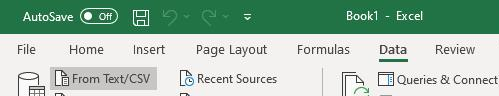 AutoSave Off Book1 - Excel
File Home Insert Page Layout Formulas Data Review
From Text/CSV Recent Sources Queries & Connect